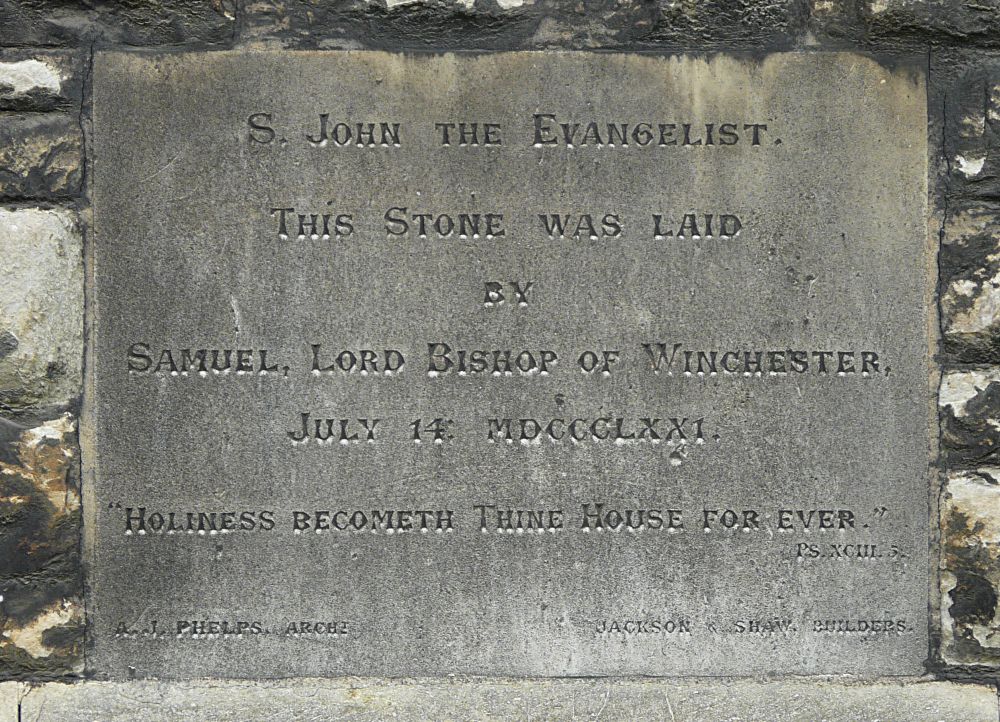 S. JOHN THE EVANGELIST.
THIS STONE WAS LAID
BY
SAMUEL, LORD BISHOP OF WINCHESTER,
JULY 14: MDCCCLXXI.
"HOLINESS BECOMETH THINE HOUSE FOR EVER."
PS. XCIII. 5.
A. J. PHELPS, ARCHT
JACKSON & SHAW, BUILDERS.